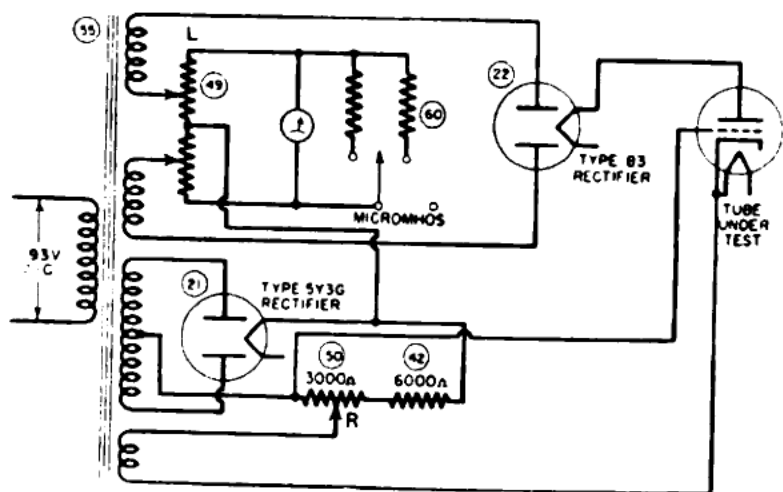 55
L
49
22
60
TYPE 83
RECTIFIER
MICROMHOS
TUBE
UNDER
TEST
93V
21
TYPE 5Y3G
RECTIFIER
50
3000Ω
42
6000Ω
R